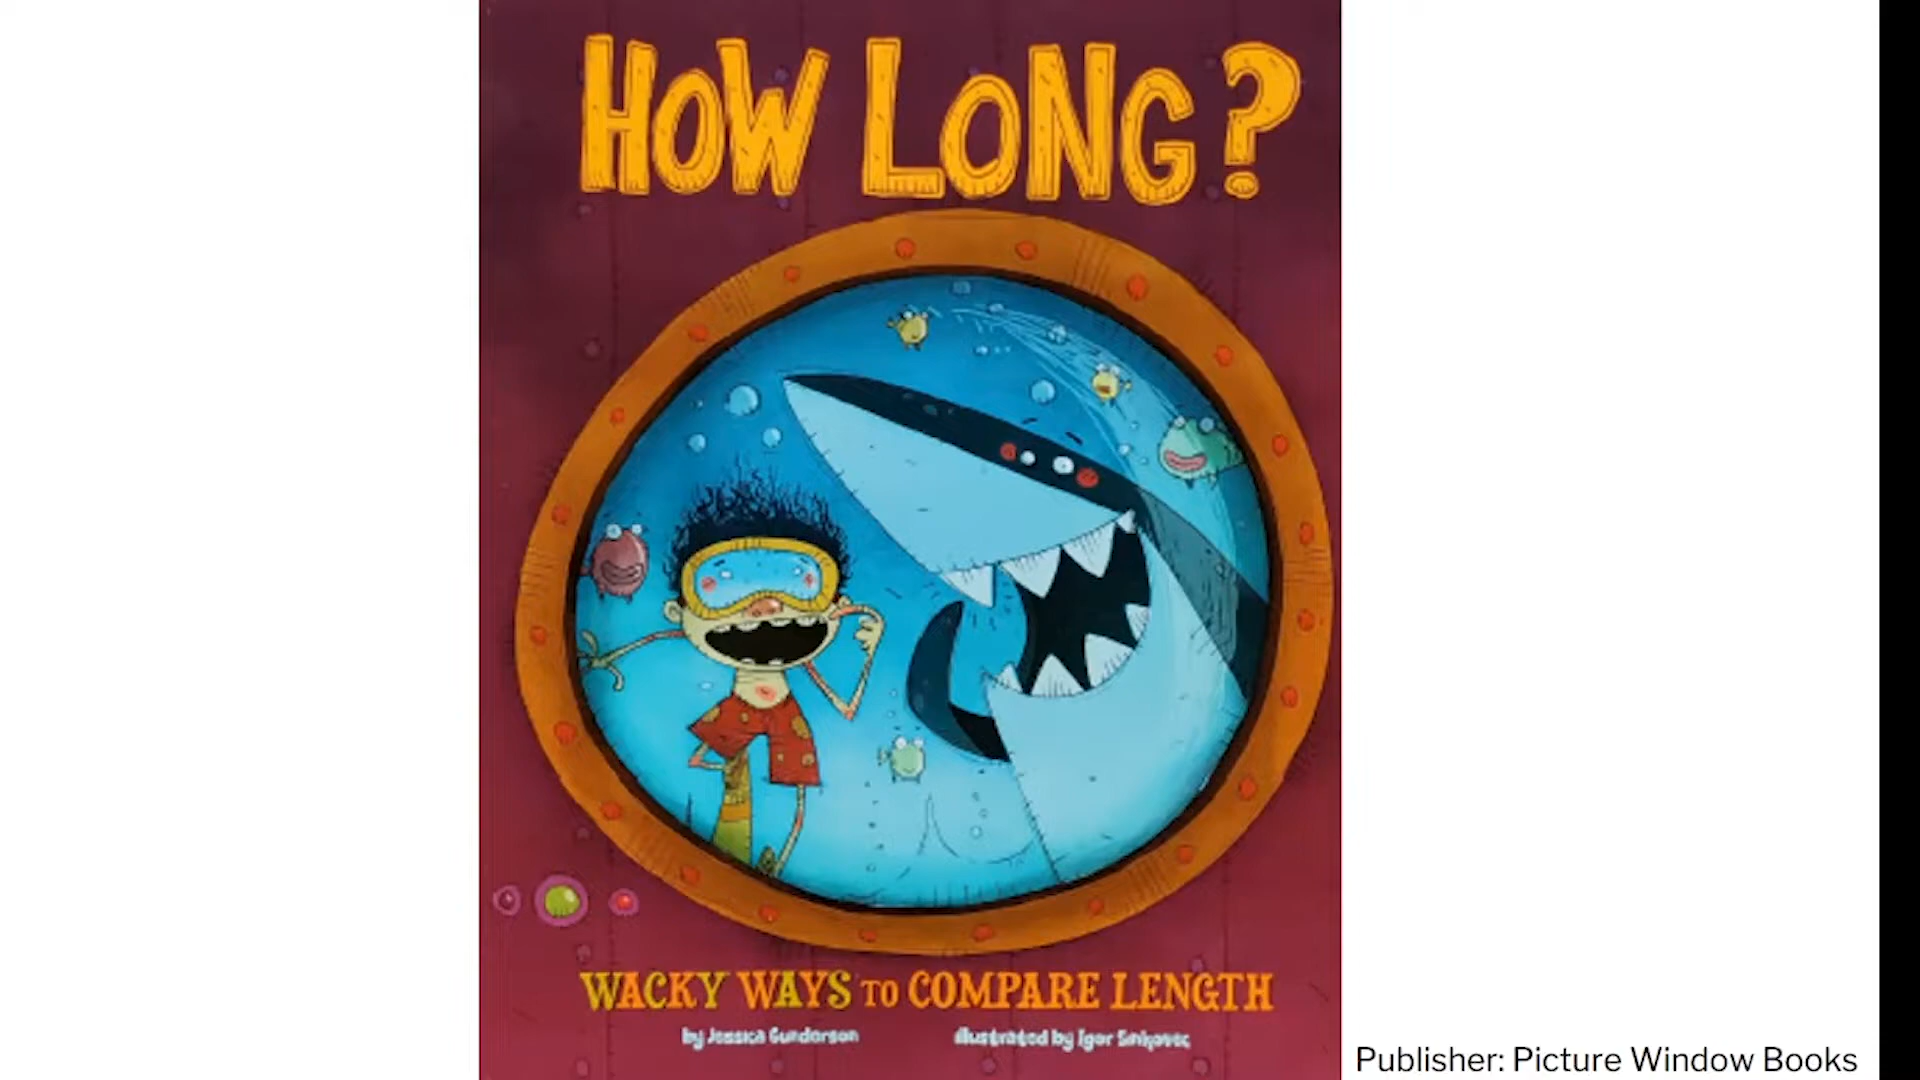 HOW LONG?
WACKY WAYS TO COMPARE LENGTH
by Jessica Gunderson
illustrated by Igor Sinkovec
Publisher: Picture Window Books